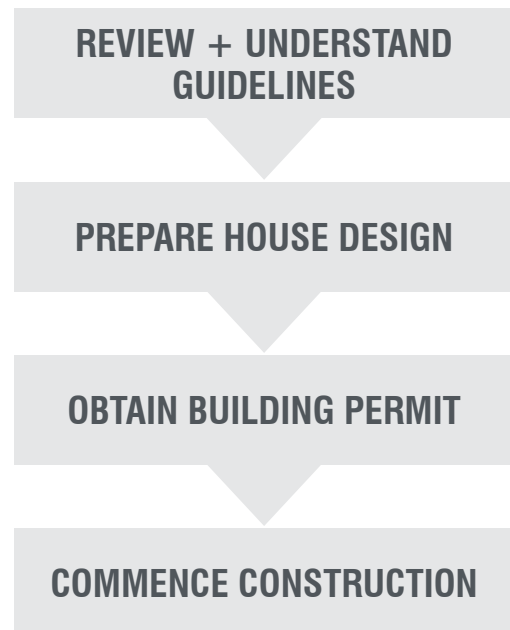 REVIEW + UNDERSTAND
GUIDELINES
PREPARE HOUSE DESIGN
OBTAIN BUILDING PERMIT
COMMENCE CONSTRUCTION